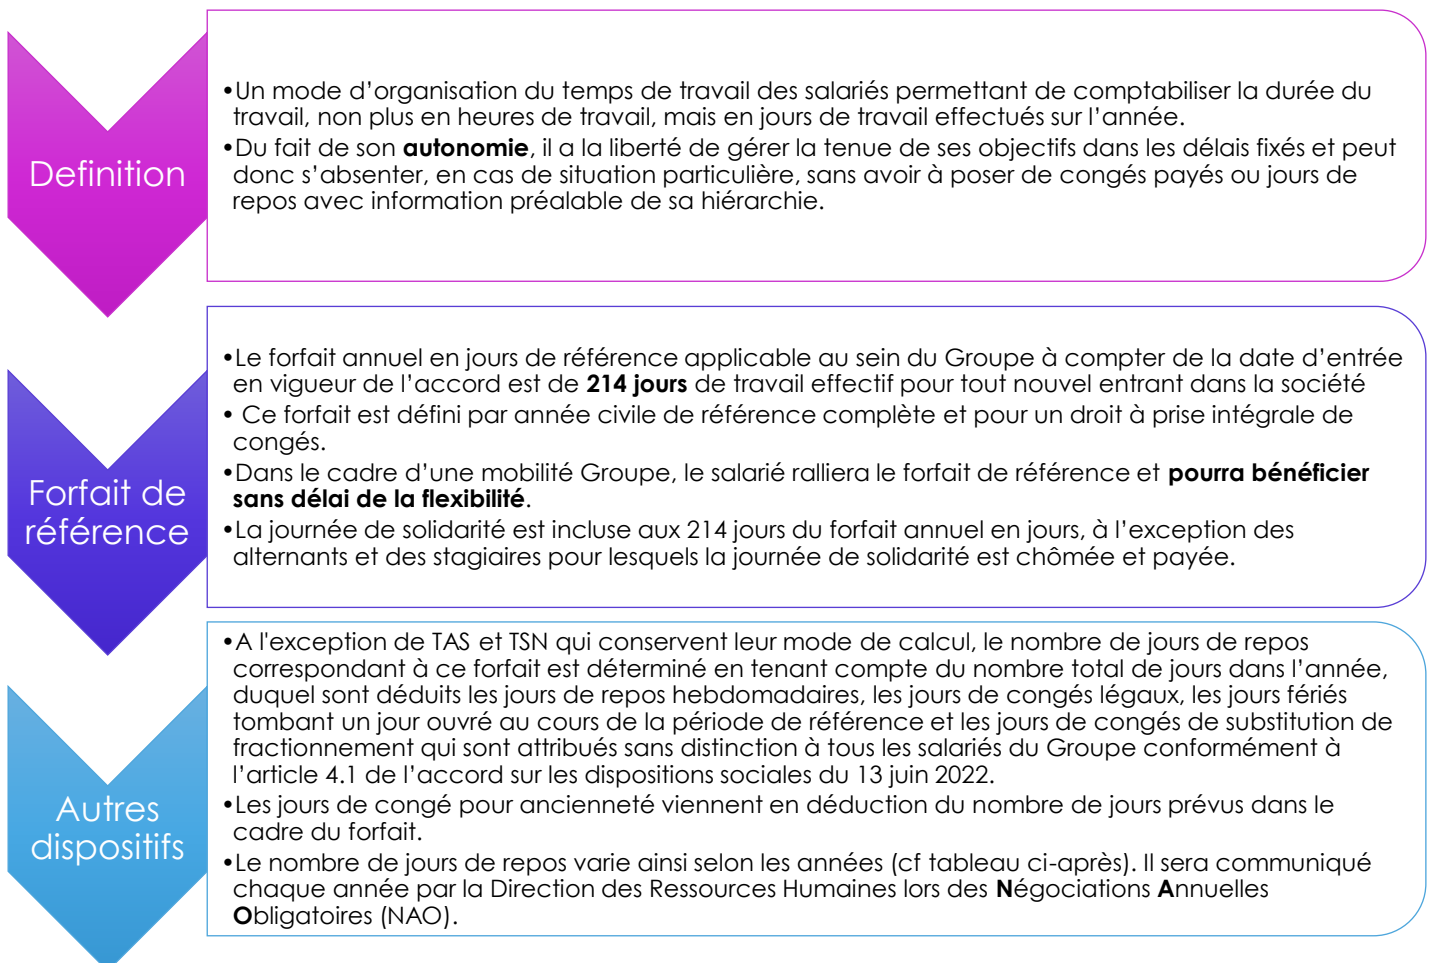 Definition
•Un mode d’organisation du temps de travail des salariés permettant de comptabiliser la durée du
travail, non plus en heures de travail, mais en jours de travail effectués sur l’année.
•Du fait de son autonomie, il a la liberté de gérer la tenue de ses objectifs dans les délais fixés et peut
donc s’absenter, en cas de situation particulière, sans avoir à poser de congés payés ou jours de
repos avec information préalable de sa hiérarchie.
Forfait de
référence
•Le forfait annuel en jours de référence applicable au sein du Groupe à compter de la date d’entrée
en vigueur de l’accord est de 214 jours de travail effectif pour tout nouvel entrant dans la société
• Ce forfait est défini par année civile de référence complète et pour un droit à prise intégrale de
congés.
•Dans le cadre d’une mobilité Groupe, le salarié ralliera le forfait de référence et pourra bénéficier
sans délai de la flexibilité.
•La journée de solidarité est incluse aux 214 jours du forfait annuel en jours, à l’exception des
alternants et des stagiaires pour lesquels la journée de solidarité est chômée et payée.
Autres
dispositifs
•A l'exception de TAS et TSN qui conservent leur mode de calcul, le nombre de jours de repos
correspondant à ce forfait est déterminé en tenant compte du nombre total de jours dans l’année,
duquel sont déduits les jours de repos hebdomadaires, les jours de congés légaux, les jours fériés
tombant un jour ouvré au cours de la période de référence et les jours de congés de substitution de
fractionnement qui sont attribués sans distinction à tous les salariés du Groupe conformément à
l’article 4.1 de l’accord sur les dispositions sociales du 13 juin 2022.
•Les jours de congé pour ancienneté viennent en déduction du nombre de jours prévus dans le
cadre du forfait.
•Le nombre de jours de repos varie ainsi selon les années (cf tableau ci-après). Il sera communiqué
chaque année par la Direction des Ressources Humaines lors des Négociations Annuelles
Obligatoires (NAO).